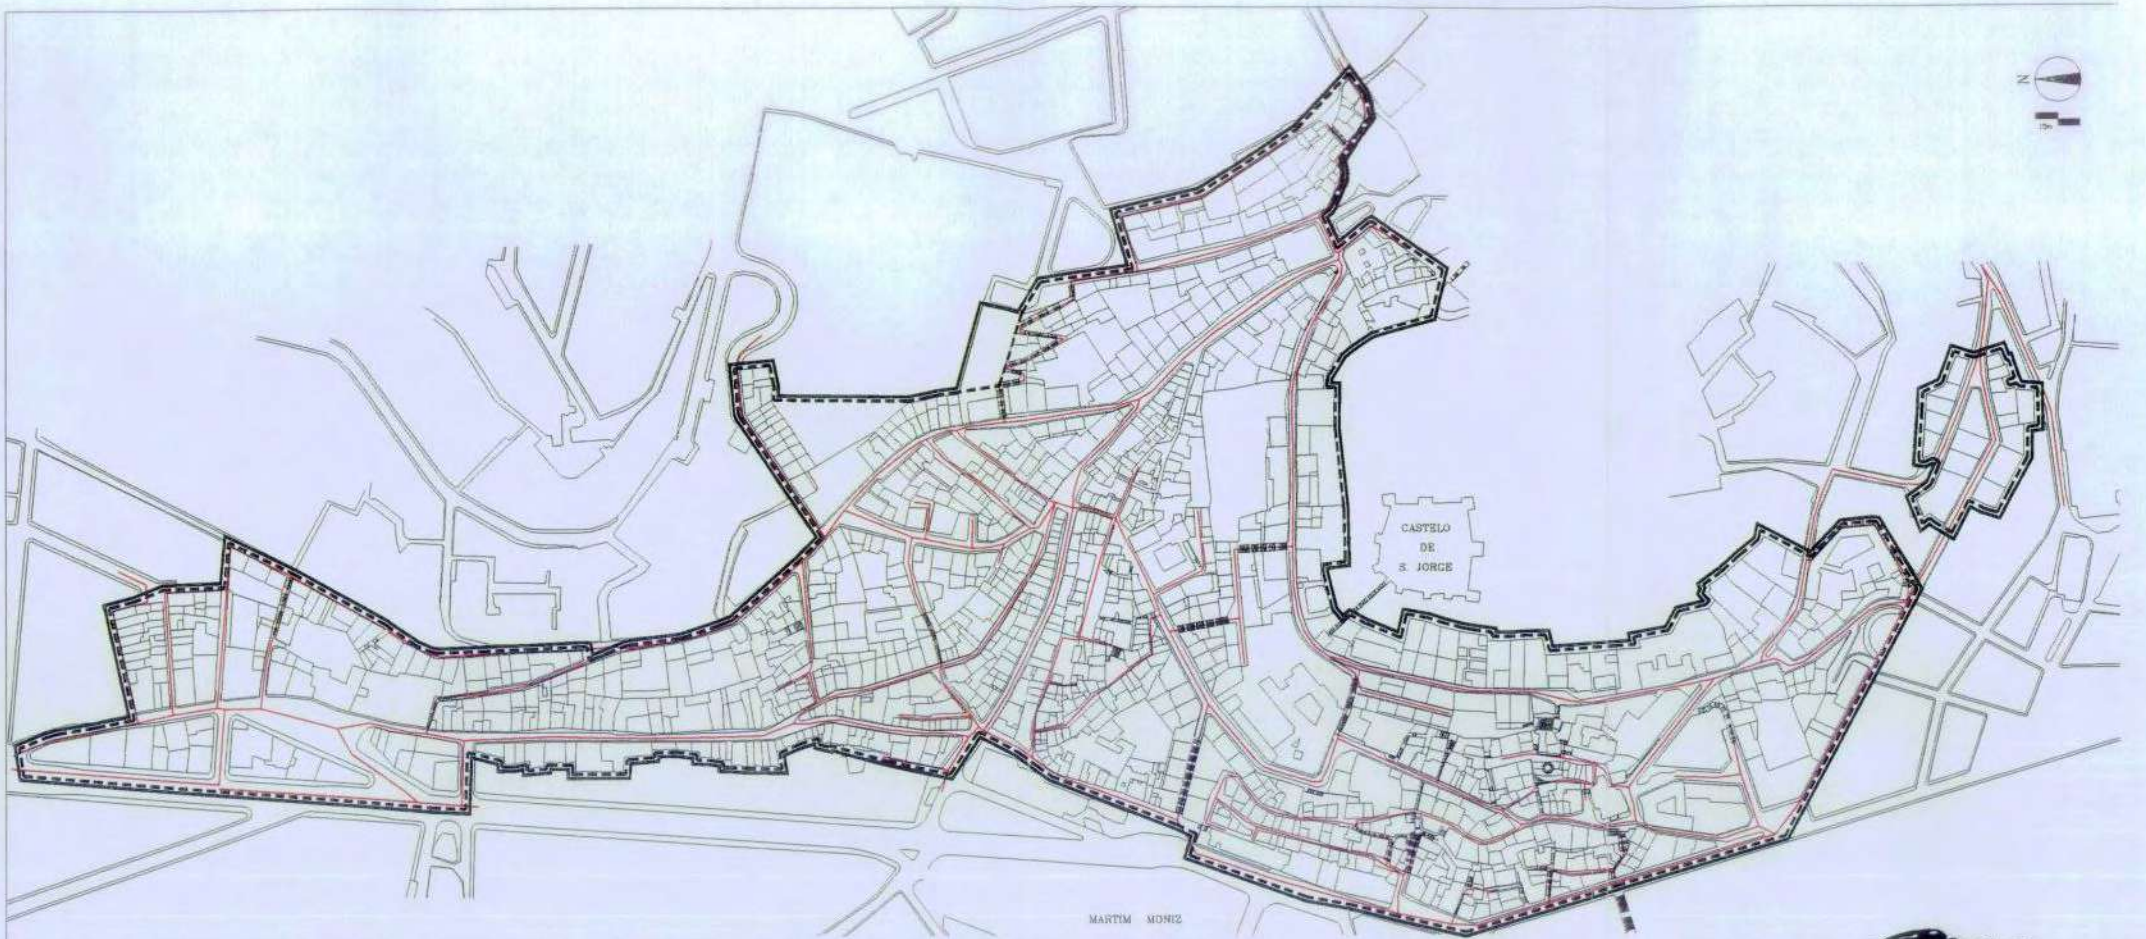 N
CASTELO
DE
S. JORGE
MARTIM MONIZ